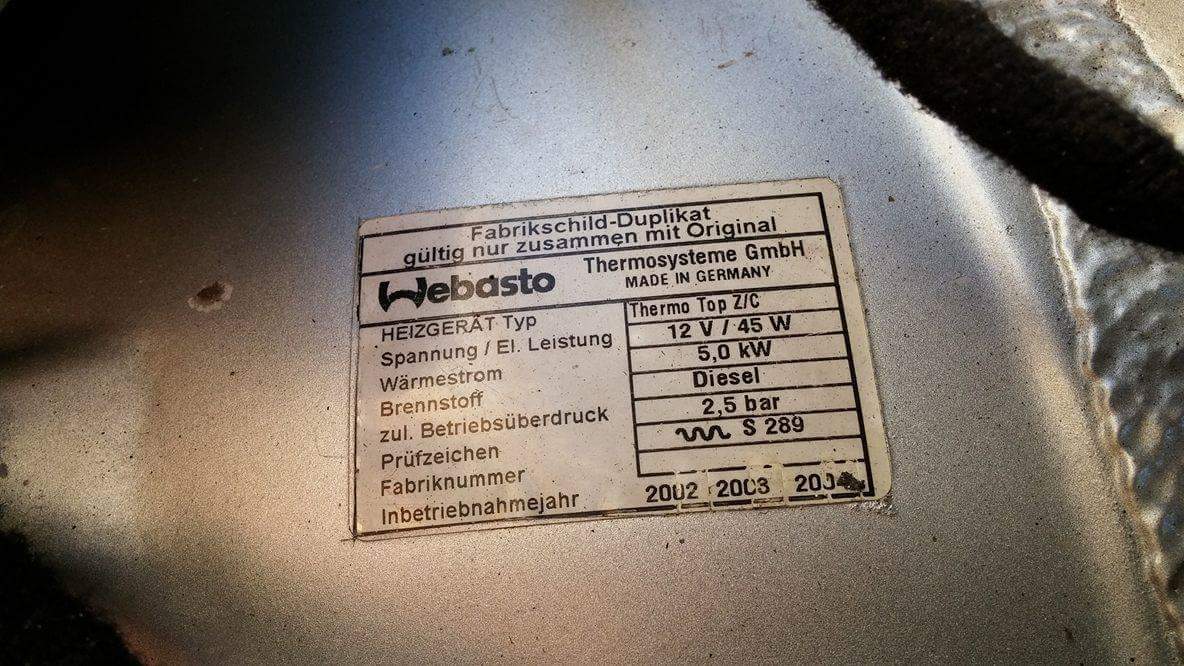 Fabrikschild-Duplikat
gültig nur zusammen mit Original
Webasto Thermosysteme GmbH
MADE IN GERMANY
HEIZGERÄT Typ Thermo Top Z/C
Spannung / El. Leistung 12 V / 45 W
Wärmestrom 5,0 kW
Brennstoff Diesel
zul. Betriebsüberdruck 2,5 bar
Prüfzeichen S 289
Fabriknummer
Inbetriebnahmejahr 2002 2003